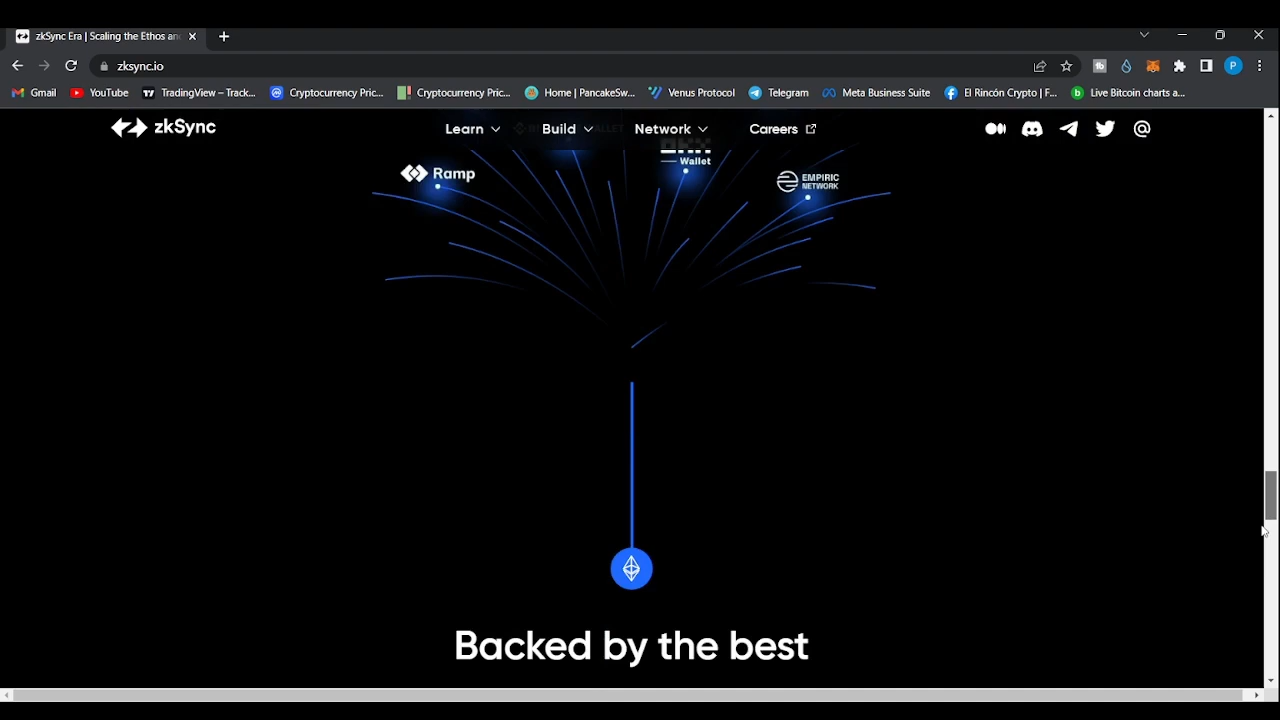 zkSync Era | Scaling the Ethos an
zksync.io
Gmail YouTube TradingView – Track... Cryptocurrency Pric... Cryptocurrency Pric... Home | PancakeSw... Venus Protocol Telegram Meta Business Suite El Rincón Crypto | F... Live Bitcoin charts a...
zkSync Learn Build Network Careers
Wallet
Ramp
EMPIRIC
NETWORK
Backed by the best